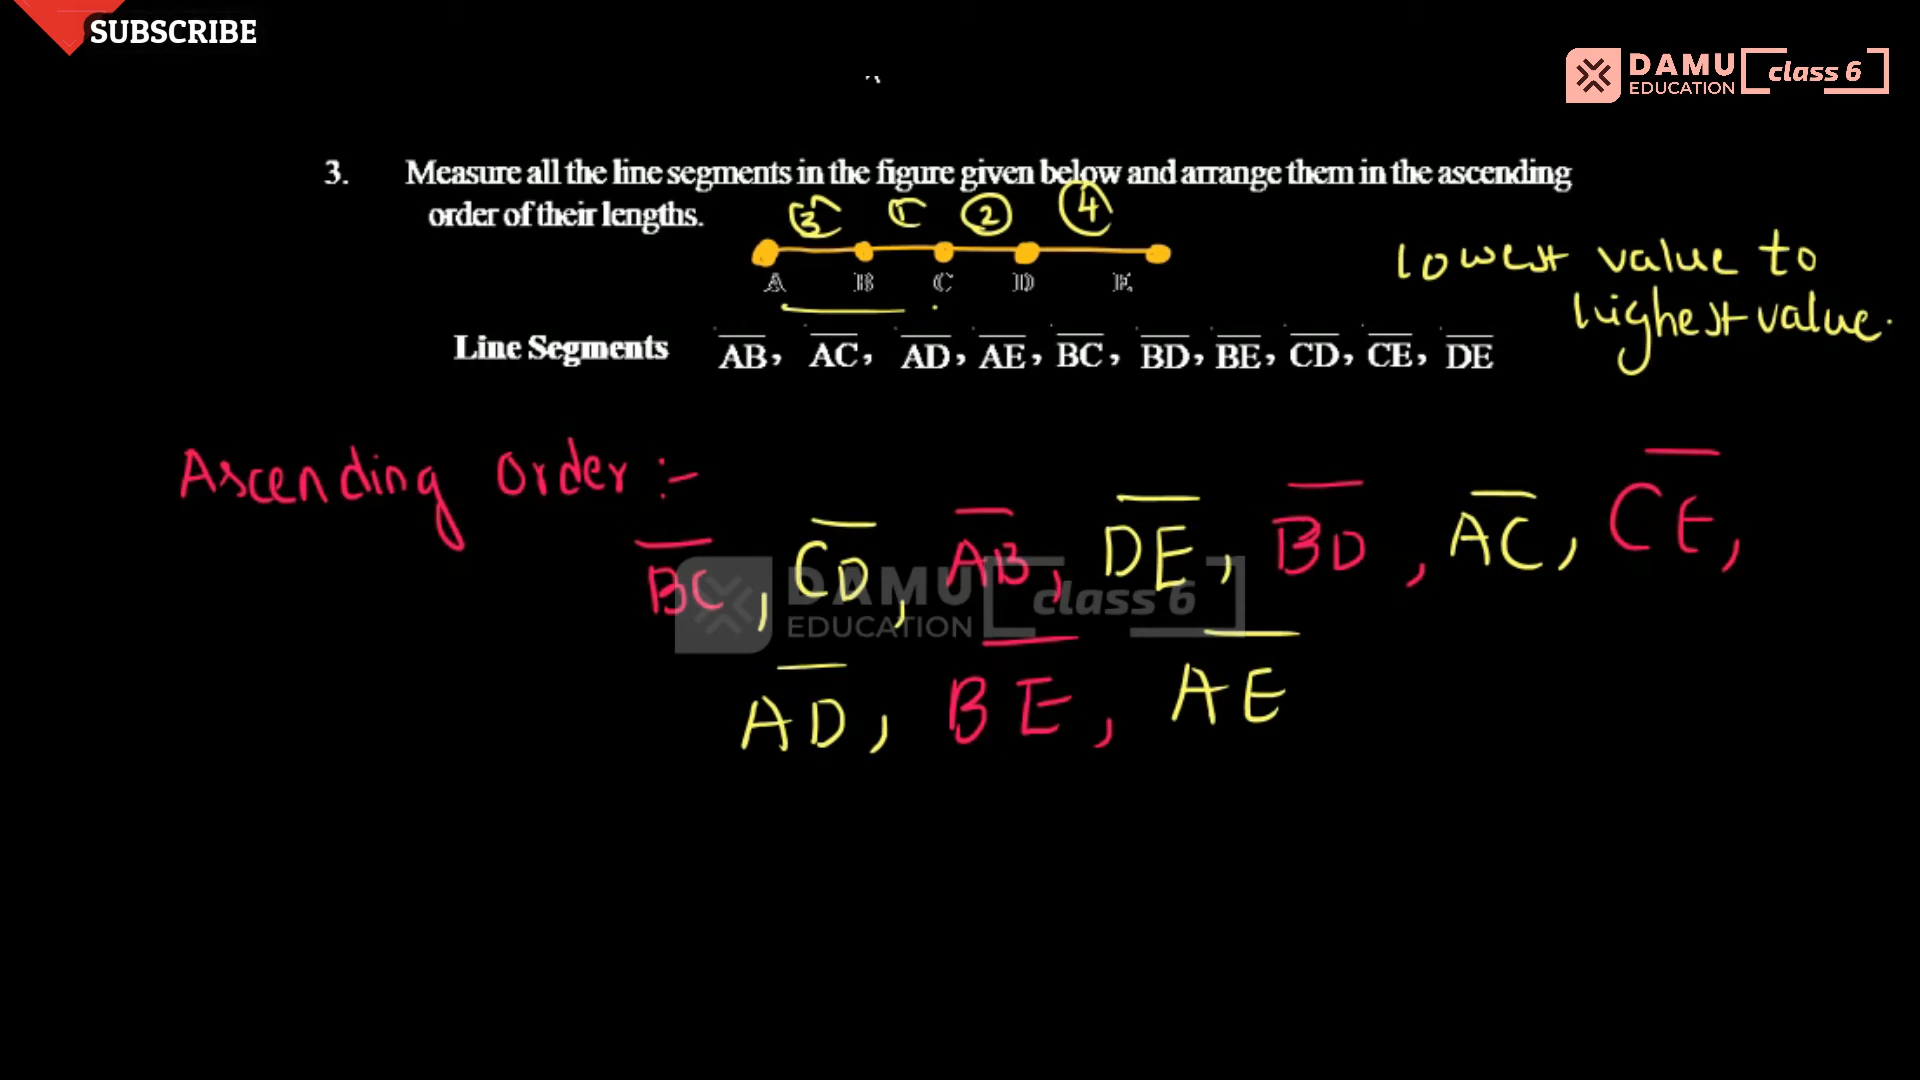 SUBSCRIBE
DAMU EDUCATION class 6
3. Measure all the line segments in the figure given below and arrange them in the ascending
order of their lengths.
3 1 2 4
A B C D E
lowest value to
highest value.
Line Segments AB, AC, AD, AE, BC, BD, BE, CD, CE, DE
Ascending Order :-
BC, CD, AB, DE, BD, AC, CE,
DAMU EDUCATION class 6
AD, BE, AE